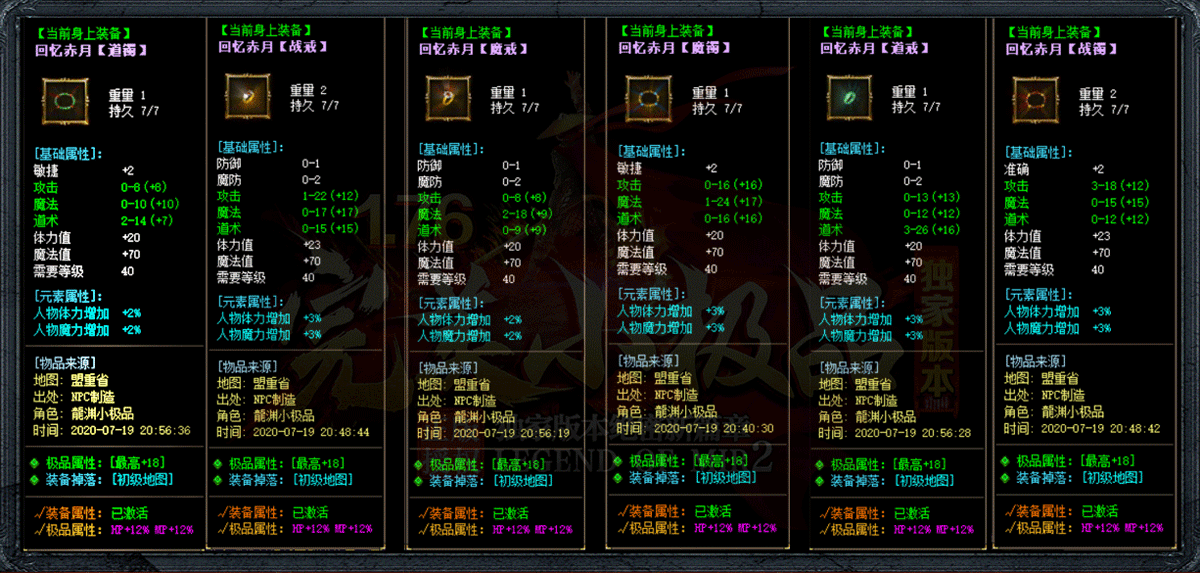 【当前身上装备】
回忆赤月【道镯】
重量 1
持久 7/7
[基础属性]:
敏捷 +2
攻击 0-8(+8)
魔法 0-10(+10)
道术 2-14(+7)
体力值 +20
魔法值 +70
需要等级 40
[元素属性]:
人物体力增加 +2%
人物魔力增加 +2%
[物品来源]
地图: 盟重省
出处: NPC制造
角色: 龍渊小极品
时间: 2020-07-19 20:56:36
极品属性: [最高+18]
装备掉落: [初级地图]
√装备属性: 已激活
√极品属性: HP+12% MP+12%
【当前身上装备】
回忆赤月【战戒】
重量 2
持久 7/7
[基础属性]:
防御 0-1
魔防 0-2
攻击 1-22(+12)
魔法 0-17(+17)
道术 0-15(+15)
体力值 +23
魔法值 +70
需要等级 40
[元素属性]:
人物体力增加 +3%
人物魔力增加 +3%
[物品来源]
地图: 盟重省
出处: NPC制造
角色: 龍渊小极品
时间: 2020-07-19 20:48:44
极品属性: [最高+18]
装备掉落: [初级地图]
√装备属性: 已激活
√极品属性: HP+12% MP+12%
【当前身上装备】
回忆赤月【魔戒】
重量 1
持久 7/7
[基础属性]:
防御 0-1
魔防 0-2
攻击 0-8(+8)
魔法 2-18(+9)
道术 0-9(+9)
体力值 +20
魔法值 +70
需要等级 40
[元素属性]:
人物体力增加 +2%
人物魔力增加 +2%
[物品来源]
地图: 盟重省
出处: NPC制造
角色: 龍渊小极品
时间: 2020-07-19 20:56:19
极品属性: [最高+18]
装备掉落: [初级地图]
√装备属性: 已激活
√极品属性: HP+12% MP+12%
【当前身上装备】
回忆赤月【魔镯】
重量 1
持久 7/7
[基础属性]:
敏捷 +2
攻击 0-16(+16)
魔法 1-24(+17)
道术 0-16(+16)
体力值 +20
魔法值 +70
需要等级 40
[元素属性]:
人物体力增加 +3%
人物魔力增加 +3%
[物品来源]
地图: 盟重省
出处: NPC制造
角色: 龍渊小极品
时间: 2020-07-19 20:40:30
极品属性: [最高+18]
装备掉落: [初级地图]
√装备属性: 已激活
√极品属性: HP+12% MP+12%
【当前身上装备】
回忆赤月【道戒】
重量 1
持久 7/7
[基础属性]:
防御 0-1
魔防 0-2
攻击 0-13(+13)
魔法 0-12(+12)
道术 3-26(+16)
体力值 +20
魔法值 +70
需要等级 40
[元素属性]:
人物体力增加 +3%
人物魔力增加 +3%
[物品来源]
地图: 盟重省
出处: NPC制造
角色: 龍渊小极品
时间: 2020-07-19 20:56:28
极品属性: [最高+18]
装备掉落: [初级地图]
√装备属性: 已激活
√极品属性: HP+12% MP+12%
【当前身上装备】
回忆赤月【战镯】
重量 2
持久 7/7
[基础属性]:
准确 +2
攻击 3-18(+12)
魔法 0-15(+15)
道术 0-12(+12)
体力值 +23
魔法值 +70
需要等级 40
[元素属性]:
人物体力增加 +3%
人物魔力增加 +3%
[物品来源]
地图: 盟重省
出处: NPC制造
角色: 龍渊小极品
时间: 2020-07-19 20:48:42
极品属性: [最高+18]
装备掉落: [初级地图]
√装备属性: 已激活
√极品属性: HP+12% MP+12%
1.76
完美小极品
独家版本